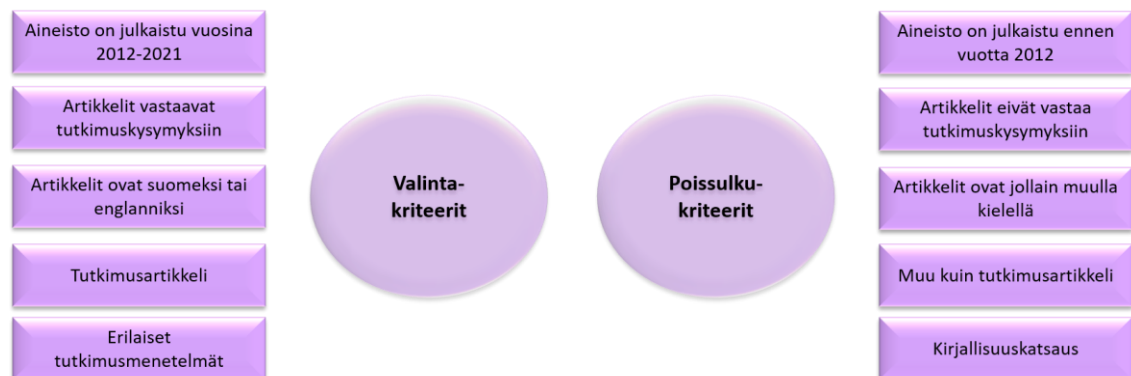 Aineisto on julkaistu vuosina
2012-2021
Artikkelit vastaavat
tutkimuskysymyksiin
Artikkelit ovat suomeksi tai
englanniksi
Tutkimusartikkeli
Erilaiset
tutkimusmenetelmät
Valinta-
kriteerit
Poissulku-
kriteerit
Aineisto on julkaistu ennen
vuotta 2012
Artikkelit eivät vastaa
tutkimuskysymyksiin
Artikkelit ovat jollain muulla
kielellä
Muu kuin tutkimusartikkeli
Kirjallisuuskatsaus